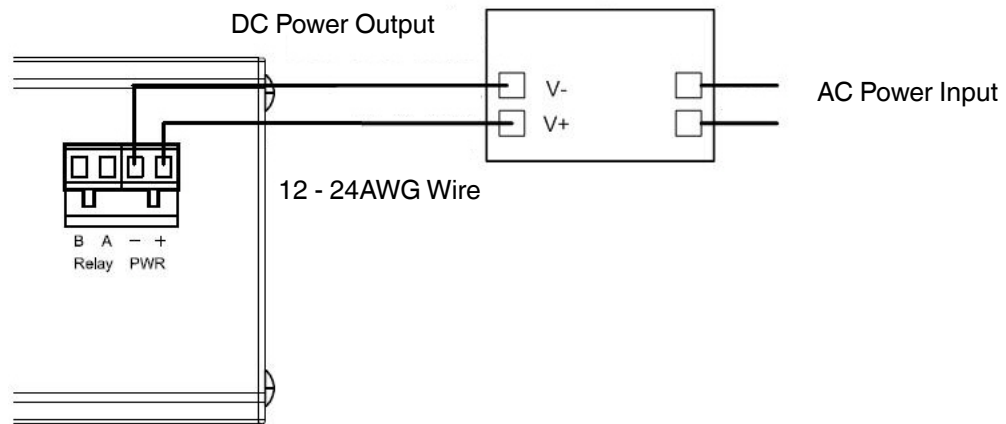 DC Power Output
V-
AC Power Input
V+
12 - 24AWG Wire
B A - +
Relay PWR